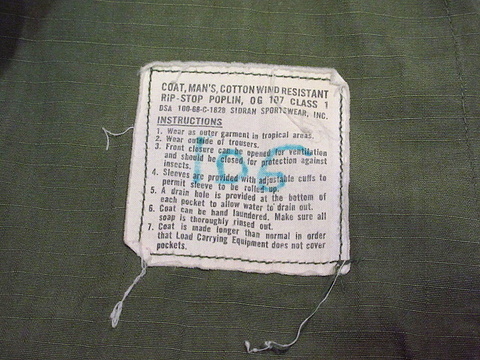 COAT, MAN'S, COTTON WIND RESISTANT
RIP-STOP POPLIN, OG 107 CLASS 1
DSA 100-68-C-1828 SIDRAN SPORTSWEAR, INC.
INSTRUCTIONS
1. Wear as outer garment in tropical areas.
2. Wear outside of trousers.
3. Front closure can be opened for ventilation
and should be closed for protection against
insects.
4. Sleeves are provided with adjustable cuffs to
permit sleeve to be rolled up.
5. A drain hole is provided at the bottom of
each pocket to allow water to drain out.
6. Coat can be hand laundered. Make sure all
soap is thoroughly rinsed out.
7. Coat is made longer than normal in order
that Load Carrying Equipment does not cover
pockets.